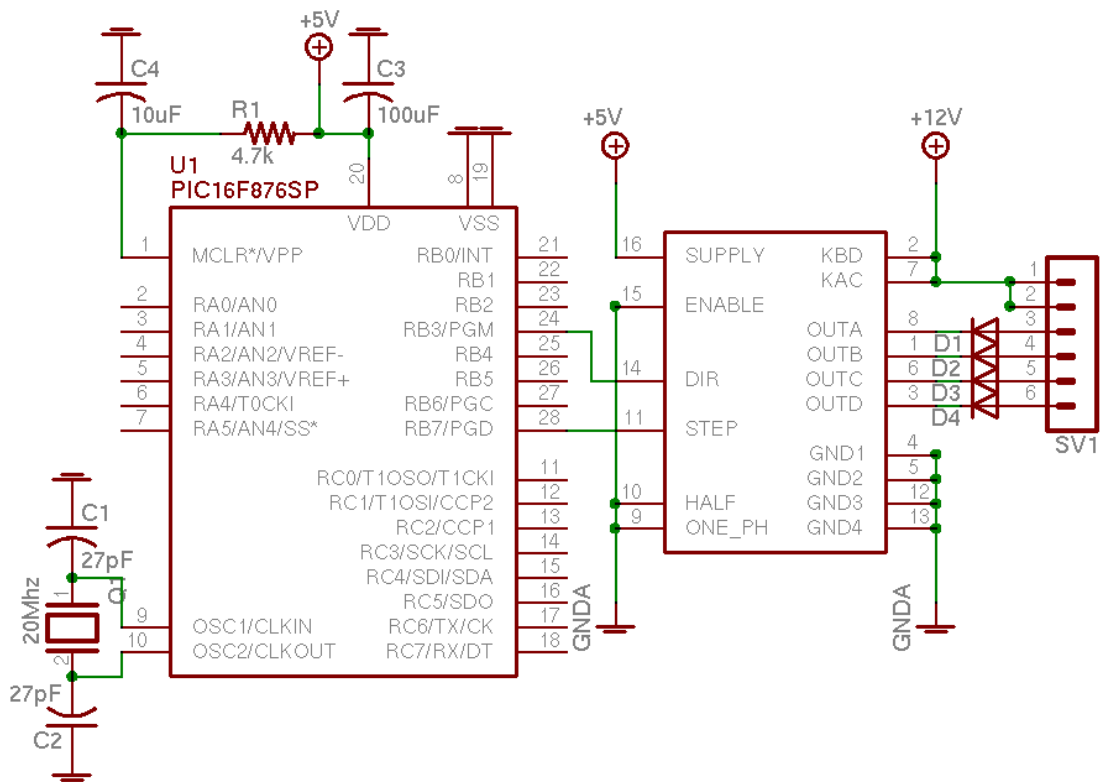 +5V
C4
10uF
R1
4.7k
C3
100uF
U1
PIC16F876SP
20
8
19
VDD
VSS
1 MCLR*/VPP
2 RA0/AN0
3 RA1/AN1
4 RA2/AN2/VREF-
5 RA3/AN3/VREF+
6 RA4/T0CKI
7 RA5/AN4/SS*
9 OSC1/CLKIN
10 OSC2/CLKOUT
RB0/INT 21
RB1 22
RB2 23
RB3/PGM 24
RB4 25
RB5 26
RB6/PGC 27
RB7/PGD 28
RC0/T1OSO/T1CKI 11
RC1/T1OSI/CCP2 12
RC2/CCP1 13
RC3/SCK/SCL 14
RC4/SDI/SDA 15
RC5/SDO 16
RC6/TX/CK 17
RC7/RX/DT 18
C1
27pF
Q1
1
20Mhz
2
27pF
C2
+5V
+12V
16 SUPPLY
15 ENABLE
14 DIR
11 STEP
10 HALF
9 ONE_PH
KBD 2
KAC 7
OUTA 8
OUTB 1
OUTC 6
OUTD 3
GND1 4
GND2 5
GND3 12
GND4 13
D1
D2
D3
D4
1
2
3
4
5
6
SV1
GNDA
GNDA